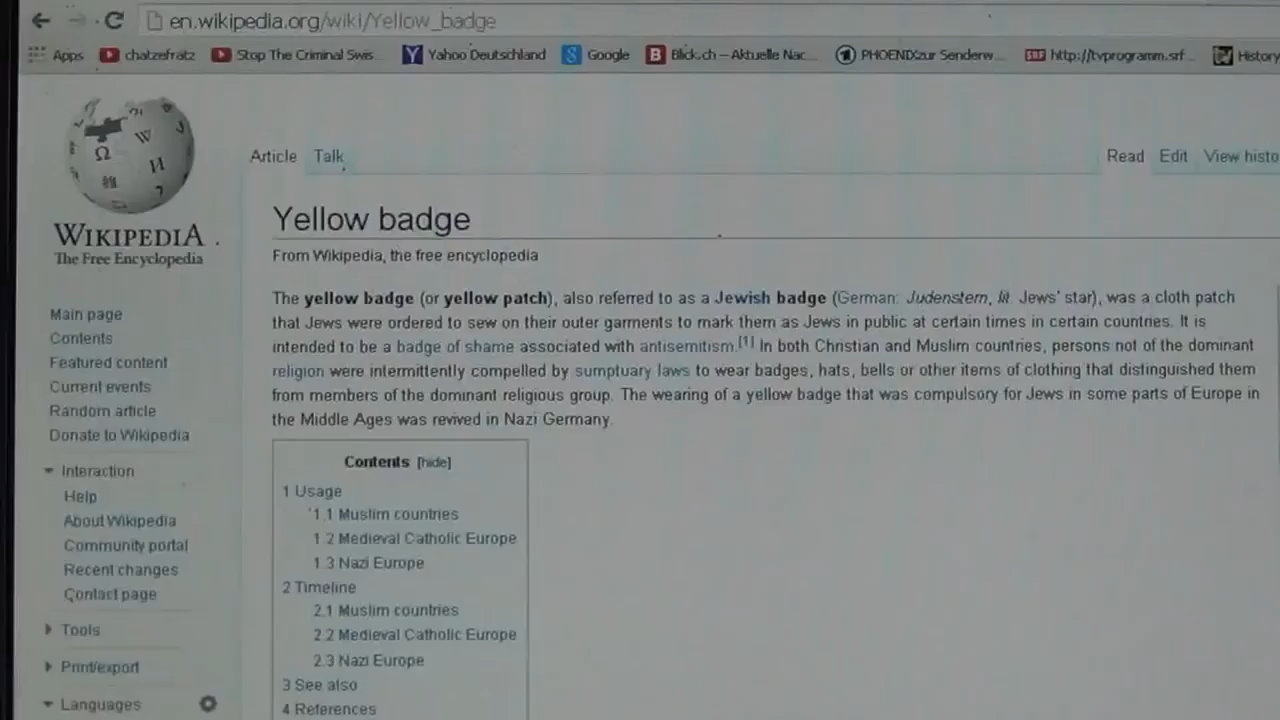 en.wikipedia.org/wiki/Yellow_badge
Apps chatzefratz Stop The Criminal Swis... Yahoo Deutschland Google Blick.ch – Aktuelle Nac... PHOENIX zur Senderw... http://tvprogramm.srf... History
WIKIPEDIA
The Free Encyclopedia
Article Talk Read Edit View histo
Yellow badge
From Wikipedia, the free encyclopedia
The yellow badge (or yellow patch), also referred to as a Jewish badge (German: Judenstern, lit. Jews' star), was a cloth patch
that Jews were ordered to sew on their outer garments to mark them as Jews in public at certain times in certain countries. It is
intended to be a badge of shame associated with antisemitism.[1] In both Christian and Muslim countries, persons not of the dominant
religion were intermittently compelled by sumptuary laws to wear badges, hats, bells or other items of clothing that distinguished them
from members of the dominant religious group. The wearing of a yellow badge that was compulsory for Jews in some parts of Europe in
the Middle Ages was revived in Nazi Germany.
Main page
Contents
Featured content
Current events
Random article
Donate to Wikipedia
Interaction
Help
About Wikipedia
Community portal
Recent changes
Contact page
Tools
Print/export
Languages
Contents [hide]
1 Usage
1.1 Muslim countries
1.2 Medieval Catholic Europe
1.3 Nazi Europe
2 Timeline
2.1 Muslim countries
2.2 Medieval Catholic Europe
2.3 Nazi Europe
3 See also
4 References